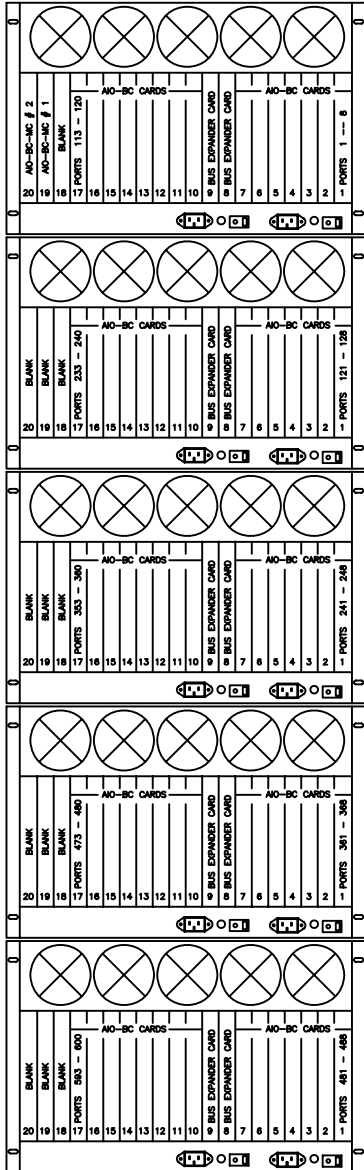 AIO-BC-MC # 2
AIO-BC-MC # 1
BLANK
PORTS 113 - 120
AIO-BC CARDS
BUS EXPANDER CARD
BUS EXPANDER CARD
AIO-BC CARDS
PORTS 1 -- 8
20 19 18 17 16 15 14 13 12 11 10 9 8 7 6 5 4 3 2 1
BLANK
BLANK
BLANK
PORTS 233 - 240
AIO-BC CARDS
BUS EXPANDER CARD
BUS EXPANDER CARD
AIO-BC CARDS
PORTS 121 - 128
20 19 18 17 16 15 14 13 12 11 10 9 8 7 6 5 4 3 2 1
BLANK
BLANK
BLANK
PORTS 353 - 360
AIO-BC CARDS
BUS EXPANDER CARD
BUS EXPANDER CARD
AIO-BC CARDS
PORTS 241 - 248
20 19 18 17 16 15 14 13 12 11 10 9 8 7 6 5 4 3 2 1
BLANK
BLANK
BLANK
PORTS 473 - 480
AIO-BC CARDS
BUS EXPANDER CARD
BUS EXPANDER CARD
AIO-BC CARDS
PORTS 361 - 368
20 19 18 17 16 15 14 13 12 11 10 9 8 7 6 5 4 3 2 1
BLANK
BLANK
BLANK
PORTS 593 - 600
AIO-BC CARDS
BUS EXPANDER CARD
BUS EXPANDER CARD
AIO-BC CARDS
PORTS 481 - 488
20 19 18 17 16 15 14 13 12 11 10 9 8 7 6 5 4 3 2 1